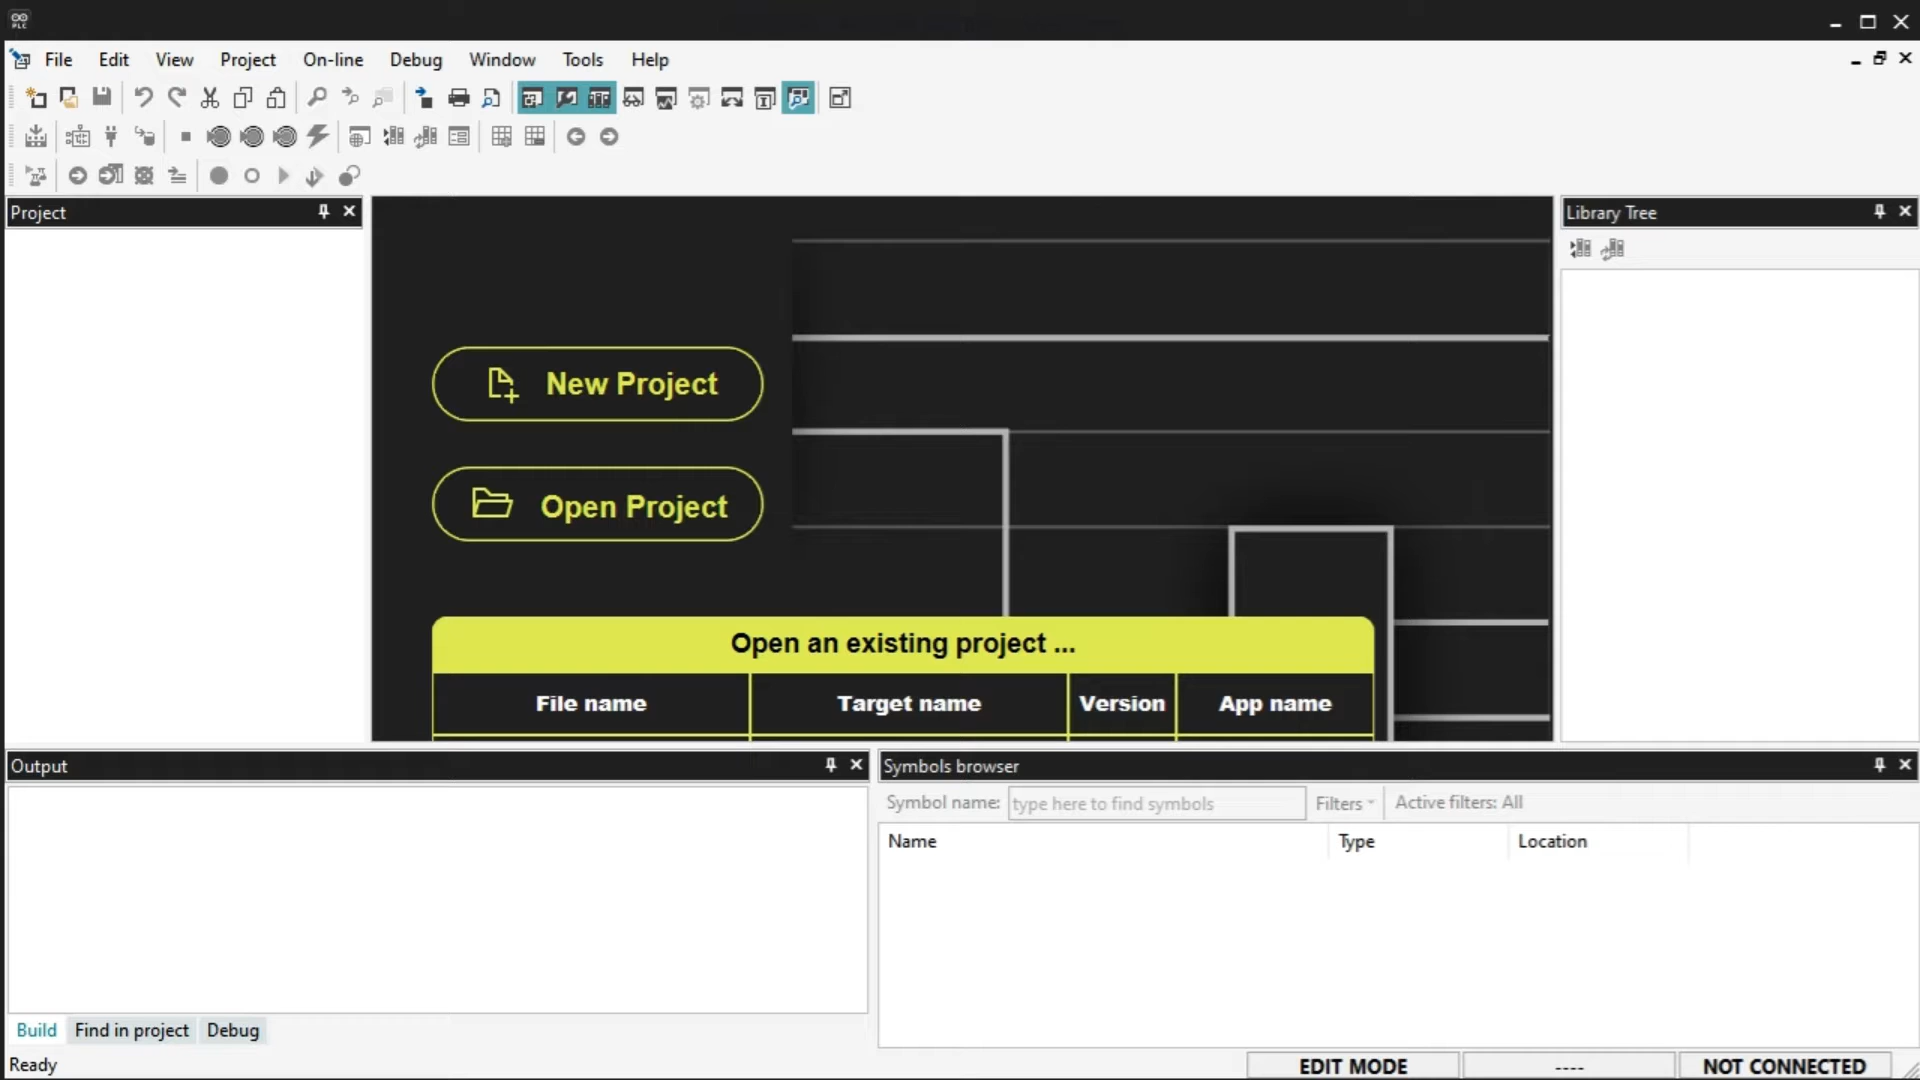 PLC
File Edit View Project On-line Debug Window Tools Help
Project
Library Tree
New Project
Open Project
Open an existing project ...
File name Target name Version App name
Output
Symbols browser
Symbol name: type here to find symbols Filters Active filters: All
Name Type Location
Build Find in project Debug
Ready
EDIT MODE ---- NOT CONNECTED